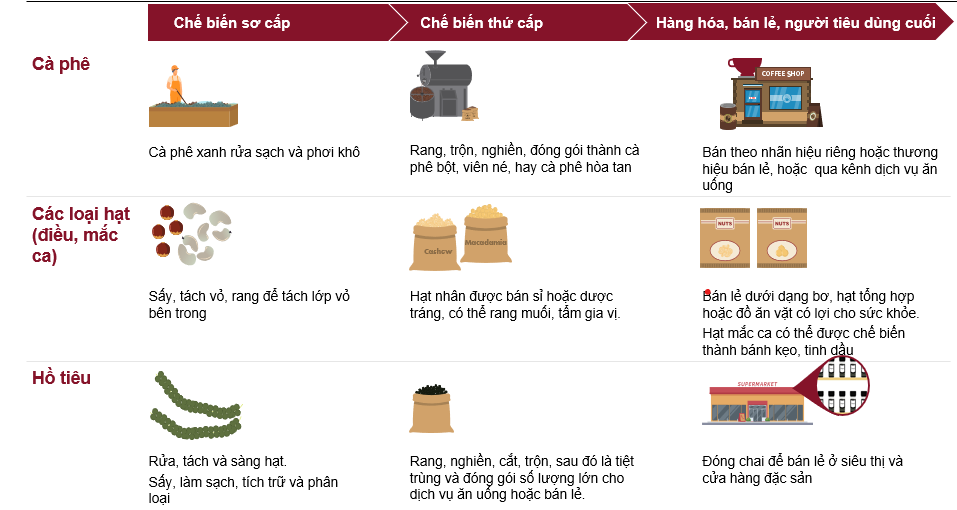 Chế biến sơ cấp
Chế biến thứ cấp
Hàng hóa, bán lẻ, người tiêu dùng cuối
Cà phê
COFFEE SHOP
Cà phê xanh rửa sạch và phơi khô
Rang, trộn, nghiền, đóng gói thành cà
phê bột, viên né, hay cà phê hòa tan
Bán theo nhãn hiệu riêng hoặc thương
hiệu bán lẻ, hoặc qua kênh dịch vụ ăn
uống
Các loại hạt
(điều, mắc
ca)
Cashew
Macadamia
NUTS
NUTS
Sấy, tách vỏ, rang để tách lớp vỏ
bên trong
Hạt nhân được bán sỉ hoặc dược
tráng, có thể rang muối, tẩm gia vị.
Bán lẻ dưới dạng bơ, hạt tổng hợp
hoặc đồ ăn vặt có lợi cho sức khỏe.
Hạt mắc ca có thể được chế biến
thành bánh kẹo, tinh dầu
Hồ tiêu
SUPERMARKET
Rửa, tách và sàng hạt.
Sấy, làm sạch, tích trữ và phân
loại
Rang, nghiền, cắt, trộn, sau đó là tiệt
trùng và đóng gói số lượng lớn cho
dịch vụ ăn uống hoặc bán lẻ.
Đóng chai để bán lẻ ở siêu thị và
cửa hàng đặc sản